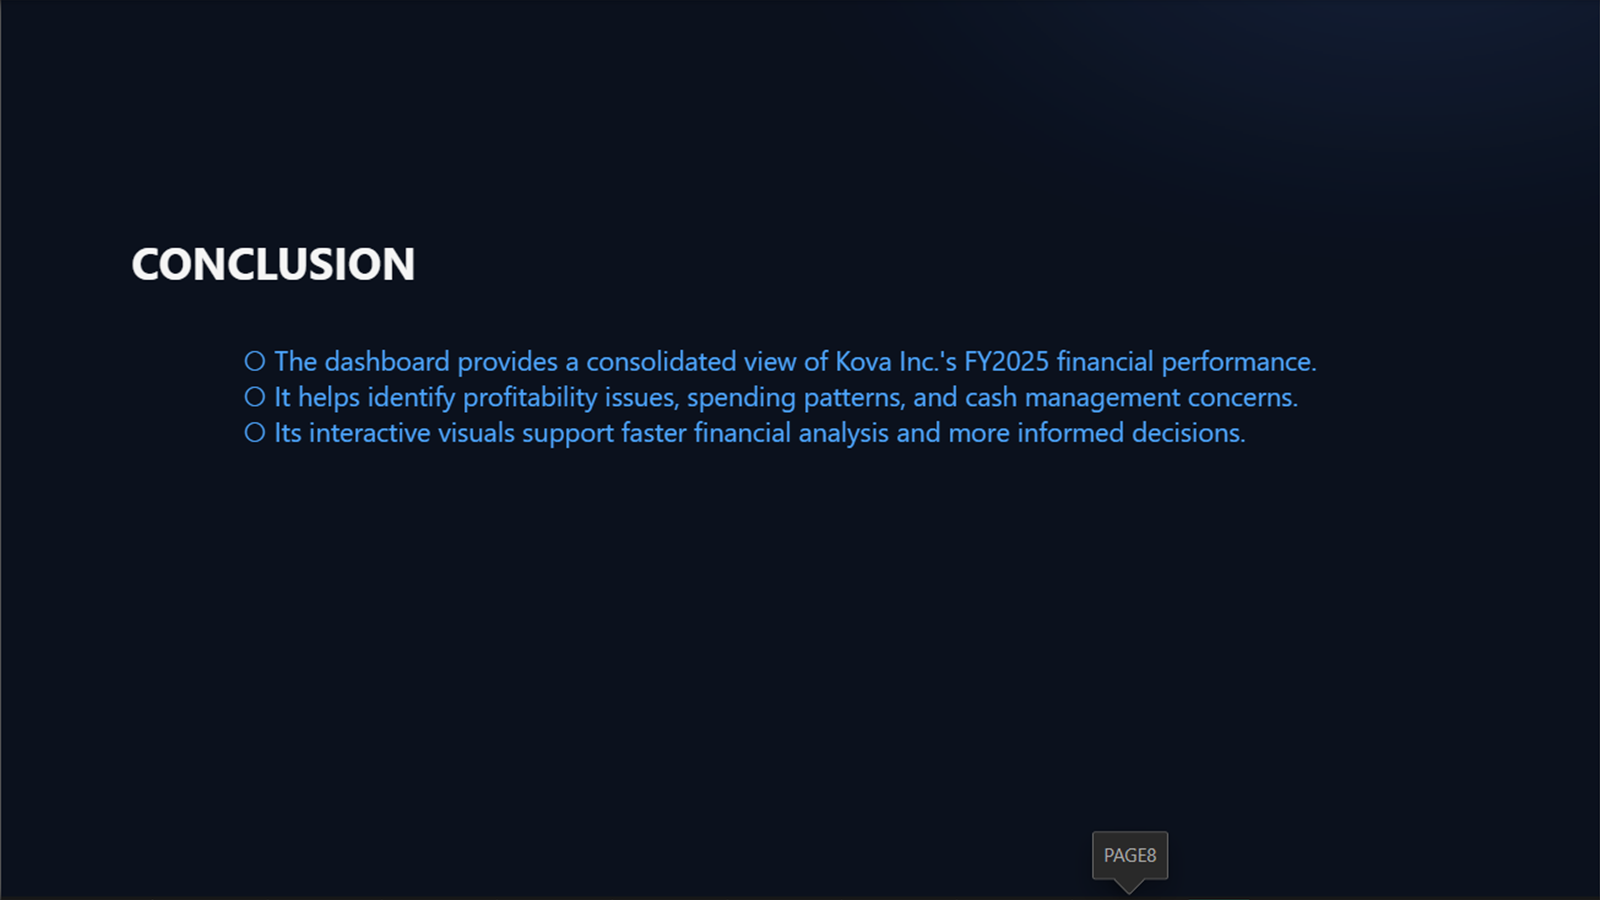 CONCLUSION
○ The dashboard provides a consolidated view of Kova Inc.'s FY2025 financial performance.
○ It helps identify profitability issues, spending patterns, and cash management concerns.
○ Its interactive visuals support faster financial analysis and more informed decisions.
PAGE8